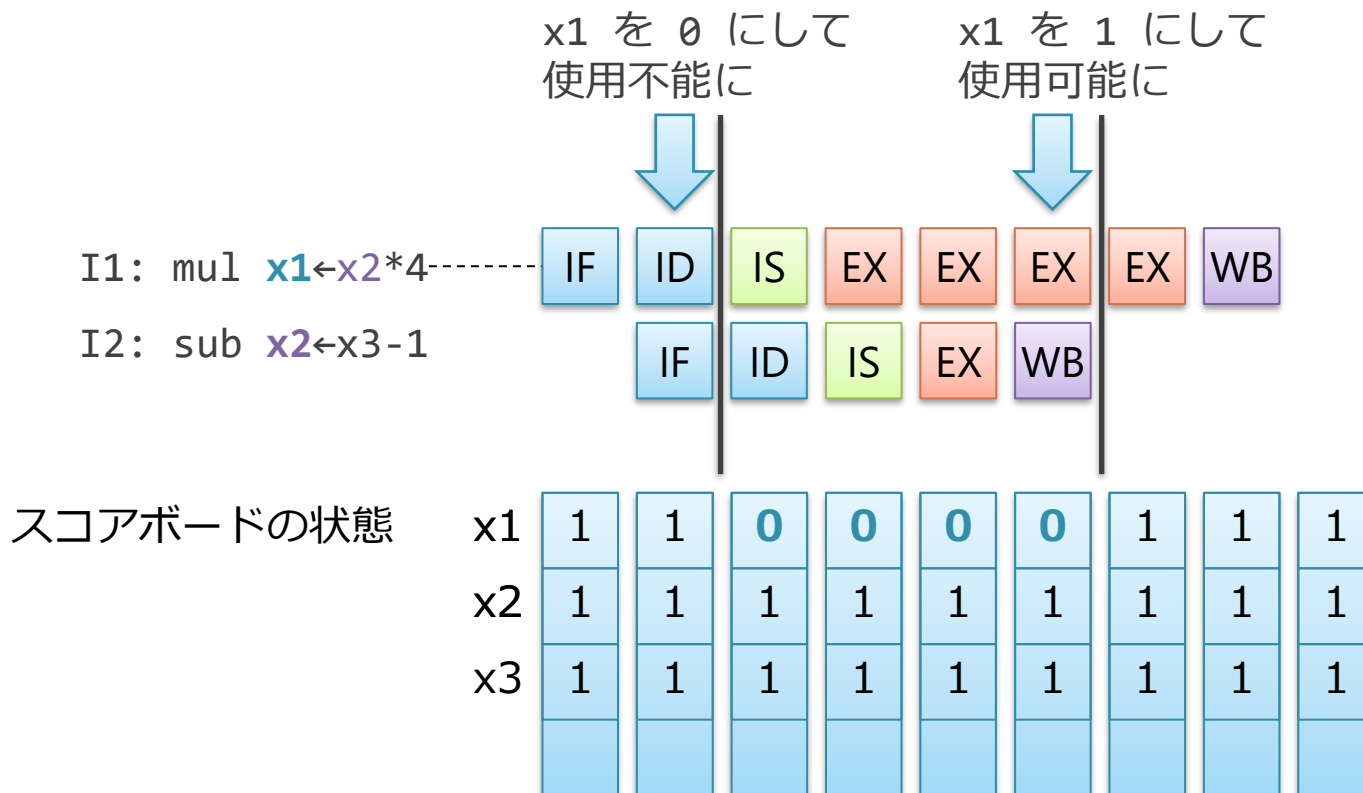 x1 を 0 にして
使用不能に
x1 を 1 にして
使用可能に
I1: mul x1←x2*4
IF ID IS EX EX EX EX WB
I2: sub x2←x3-1
IF ID IS EX WB
スコアボードの状態
x1 1 1 0 0 0 0 1 1 1
x2 1 1 1 1 1 1 1 1 1
x3 1 1 1 1 1 1 1 1 1